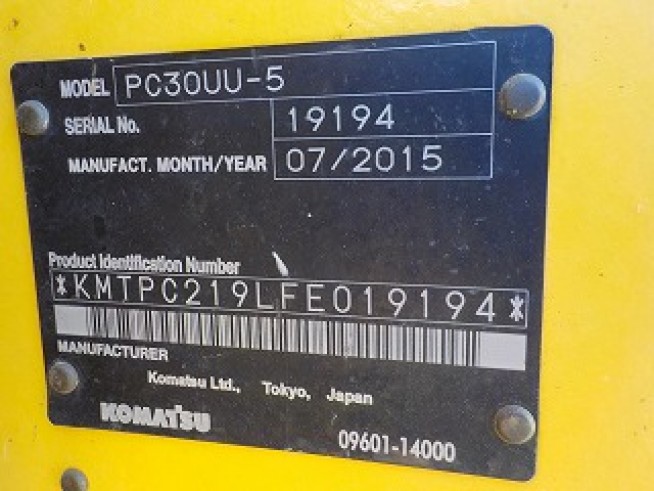 MODEL PC30UU-5
SERIAL No. 19194
MANUFACT. MONTH/YEAR 07/2015
Product Identification Number
*KMTPC219LFE019194*
MANUFACTURER
Komatsu Ltd., Tokyo, Japan
KOMATSU
09601-14000